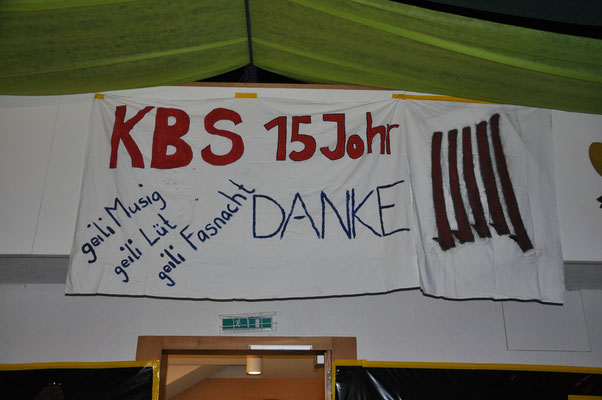 KBS 15 Johr
geili Musig
geili Lüt
geili Fasnacht
DANKE